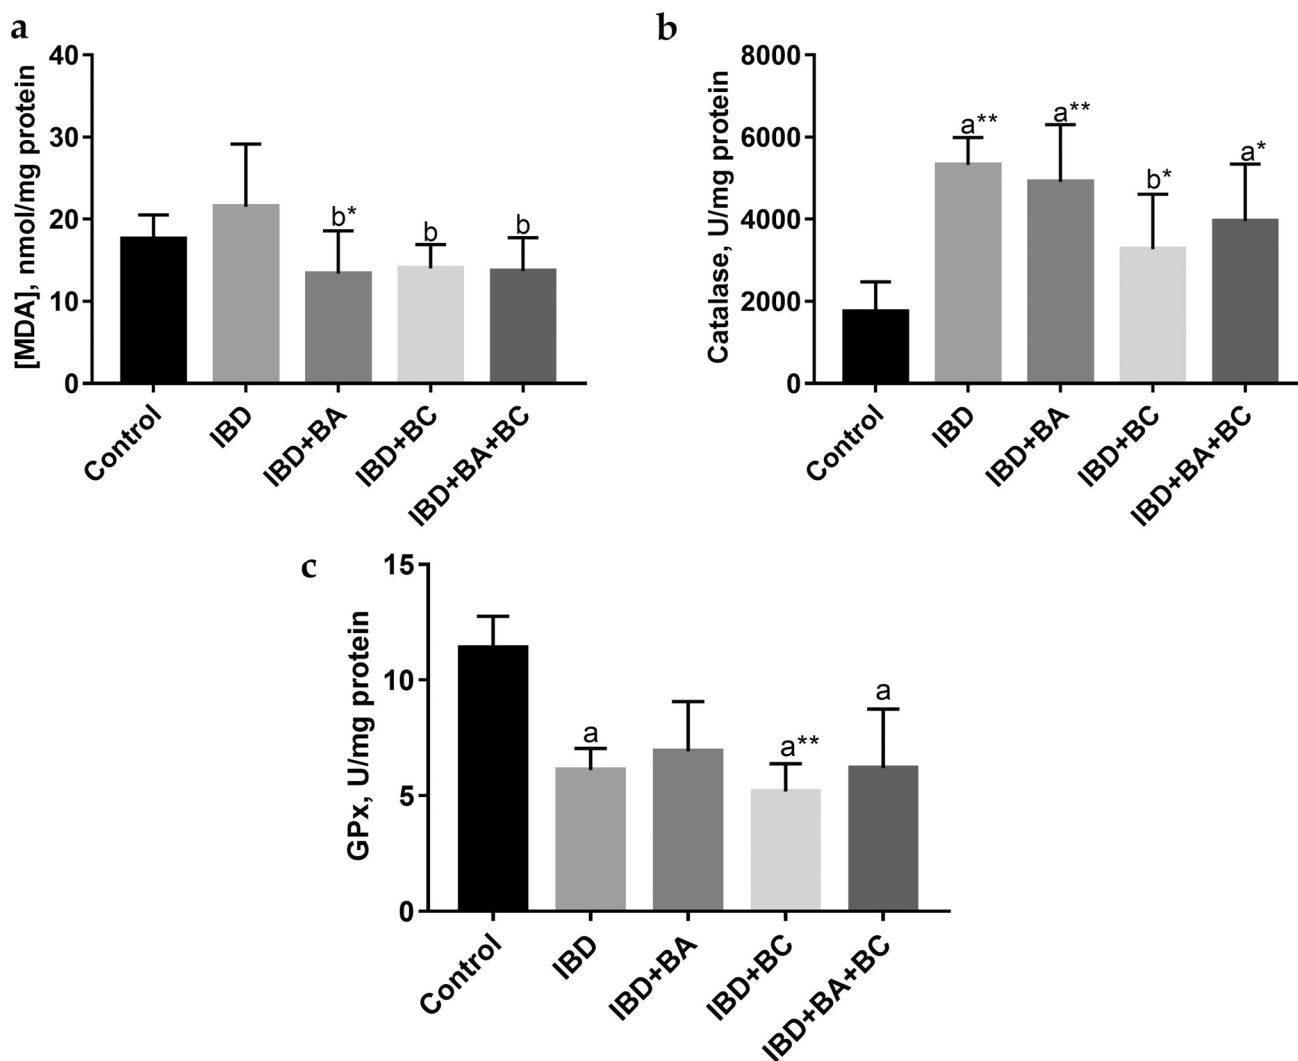 a
[MDA], nmol/mg protein
40
30
20
10
0
b*
b
b
Control
IBD
IBD+BA
IBD+BC
IBD+BA+BC
b
Catalase, U/mg protein
8000
6000
4000
2000
0
a**
a**
b*
a*
Control
IBD
IBD+BA
IBD+BC
IBD+BA+BC
c
GPx, U/mg protein
15
10
5
0
a
a**
a
Control
IBD
IBD+BA
IBD+BC
IBD+BA+BC